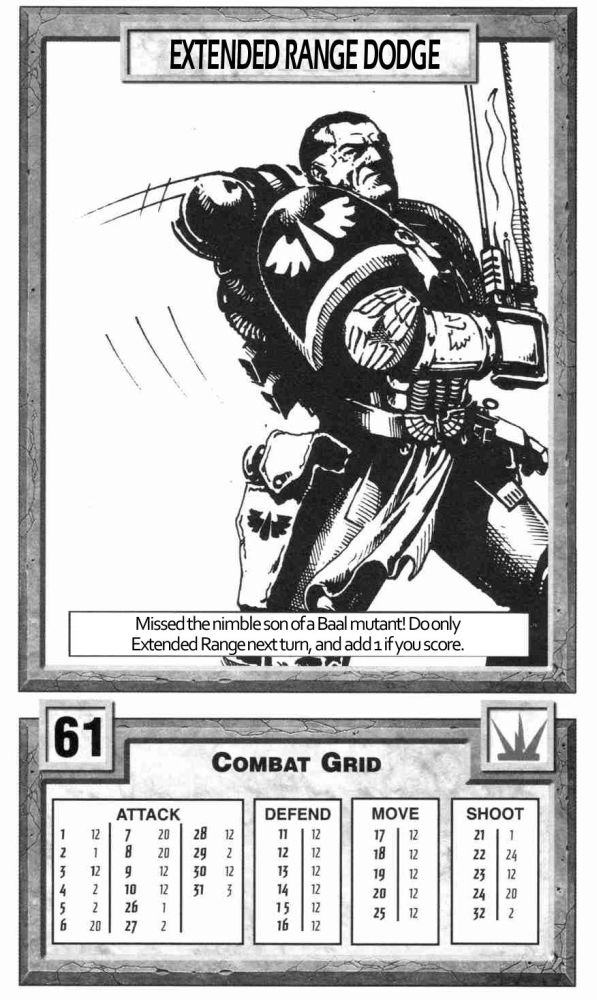 EXTENDED RANGE DODGE
Missed the nimble son of a Baal mutant! Do only
Extended Range next turn, and add 1 if you score.
61
COMBAT GRID
ATTACK
1 12 7 20 28 12
2 1 8 20 29 2
3 12 9 12 30 12
4 2 10 12 31 3
5 2 26 1
6 20 27 2
DEFEND
11 12
12 12
13 12
14 12
15 12
16 12
MOVE
17 12
18 12
19 12
20 12
25 12
SHOOT
21 1
22 24
23 12
24 20
32 2